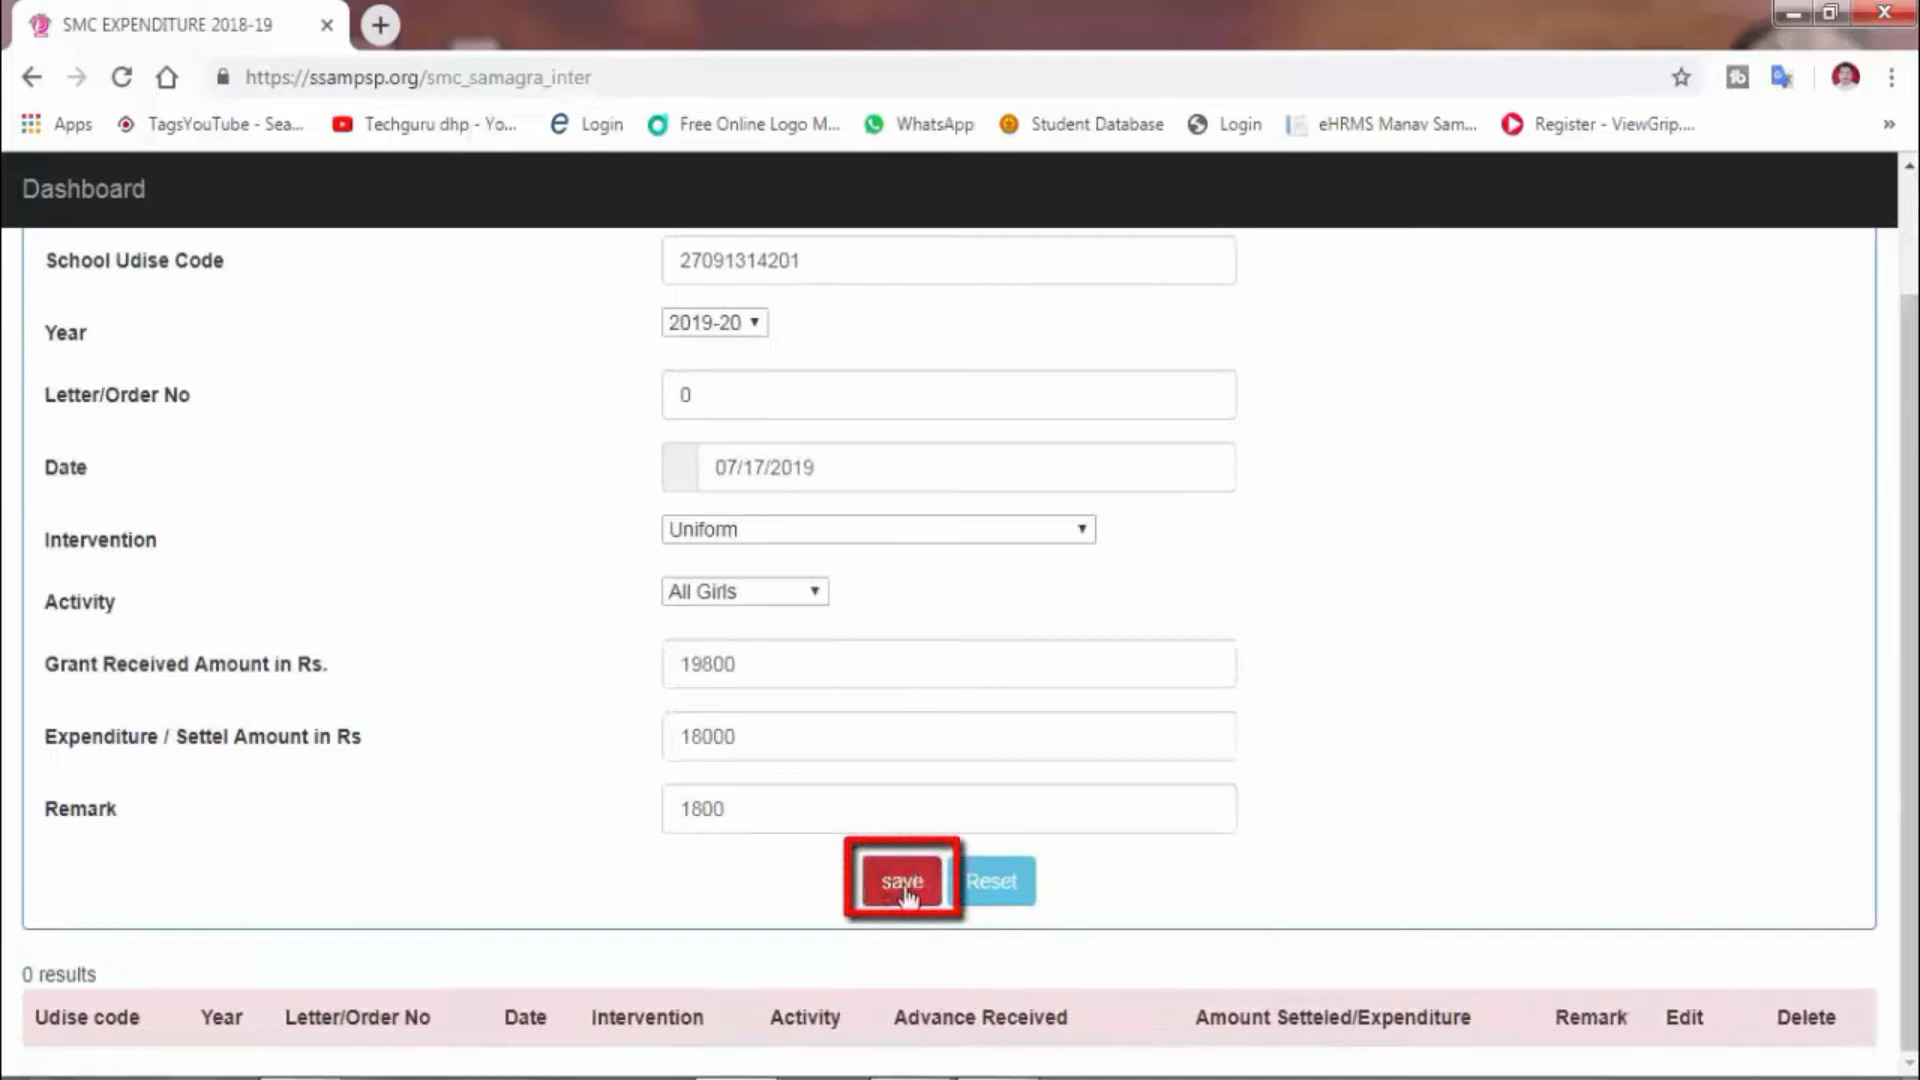 SMC EXPENDITURE 2018-19
https://ssampsp.org/smc_samagra_inter
Apps TagsYouTube - Sea... Techguru dhp - Yo... Login Free Online Logo M... WhatsApp Student Database Login eHRMS Manav Sam... Register - ViewGrip.... »
Dashboard
School Udise Code 27091314201
Year 2019-20
Letter/Order No 0
Date 07/17/2019
Intervention Uniform
Activity All Girls
Grant Received Amount in Rs. 19800
Expenditure / Settel Amount in Rs 18000
Remark 1800
save Reset
0 results
Udise code Year Letter/Order No Date Intervention Activity Advance Received Amount Setteled/Expenditure Remark Edit Delete